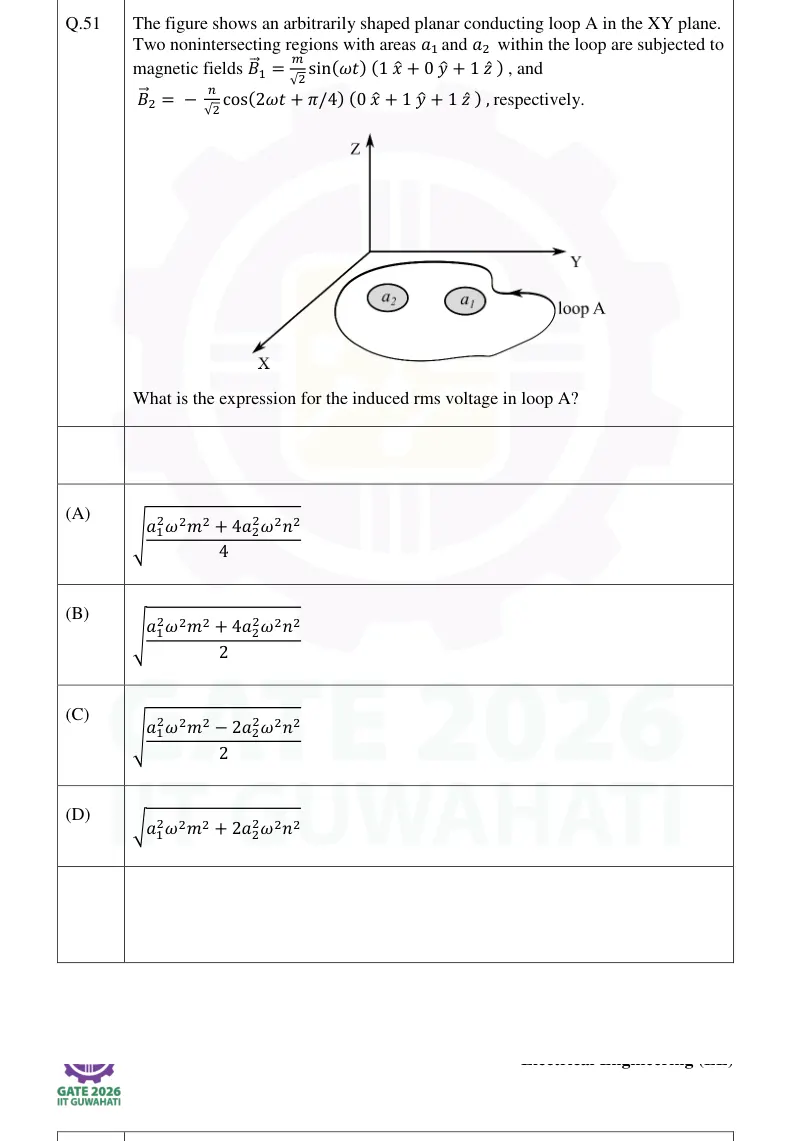 Q.51 The figure shows an arbitrarily shaped planar conducting loop A in the XY plane.
Two nonintersecting regions with areas a₁ and a₂ within the loop are subjected to
magnetic fields B⃗₁ = m/√2 sin(ωt) (1 x̂ + 0 ŷ + 1 ẑ ) , and
B⃗₂ = − n/√2 cos(2ωt + π/4) (0 x̂ + 1 ŷ + 1 ẑ ) , respectively.
Z
Y
a₂ a₁
loop A
X
What is the expression for the induced rms voltage in loop A?
(A) √((a₁²ω²m² + 4a₂²ω²n²)/4)
(B) √((a₁²ω²m² + 4a₂²ω²n²)/2)
(C) √((a₁²ω²m² − 2a₂²ω²n²)/2)
(D) √(a₁²ω²m² + 2a₂²ω²n²)
GATE 2026
IIT GUWAHATI
GATE 2026
IIT GUWAHATI